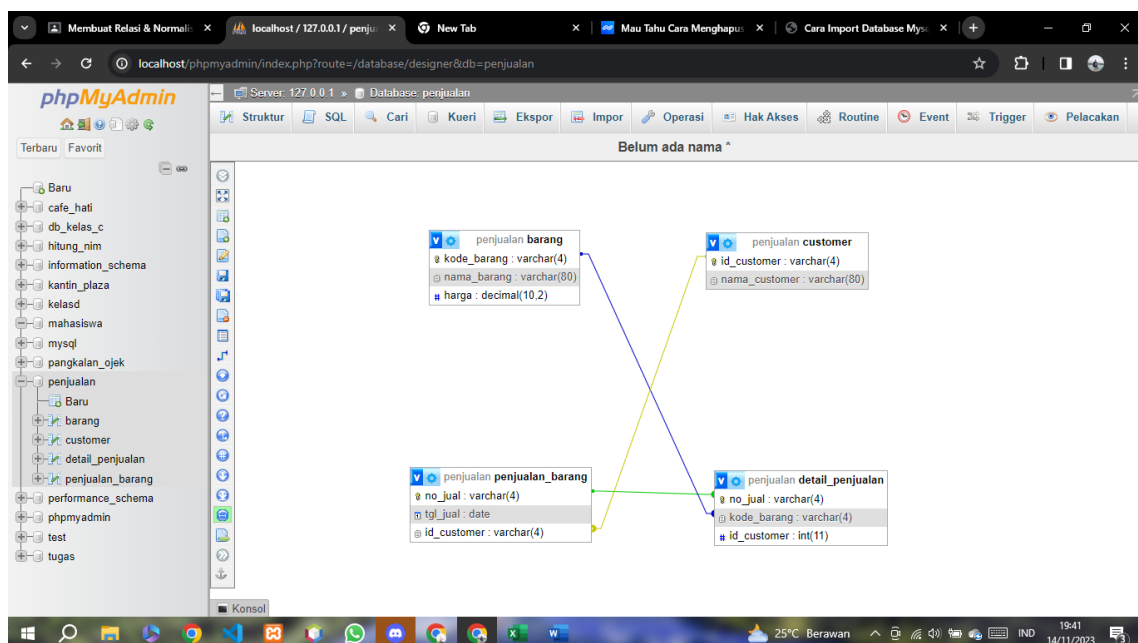 Membuat Relasi & Normalis
localhost / 127.0.0.1 / penju
New Tab
Mau Tahu Cara Menghapus
Cara Import Database Mysc
localhost/phpmyadmin/index.php?route=/database/designer&db=penjualan
phpMyAdmin
Terbaru Favorit
Baru
cafe_hati
db_kelas_c
hitung_nim
information_schema
kantin_plaza
kelasd
mahasiswa
mysql
pangkalan_ojek
penjualan
Baru
barang
customer
detail_penjualan
penjualan_barang
performance_schema
phpmyadmin
test
tugas
Server: 127.0.0.1 » Database: penjualan
Struktur SQL Cari Kueri Ekspor Impor Operasi Hak Akses Routine Event Trigger Pelacakan
Belum ada nama *
penjualan barang
kode_barang : varchar(4)
nama_barang : varchar(80)
# harga : decimal(10,2)
penjualan customer
id_customer : varchar(4)
nama_customer : varchar(80)
penjualan penjualan_barang
no_jual : varchar(4)
tgl_jual : date
id_customer : varchar(4)
penjualan detail_penjualan
no_jual : varchar(4)
kode_barang : varchar(4)
# id_customer : int(11)
Konsol
25°C Berawan
IND
19:41
14/11/2023